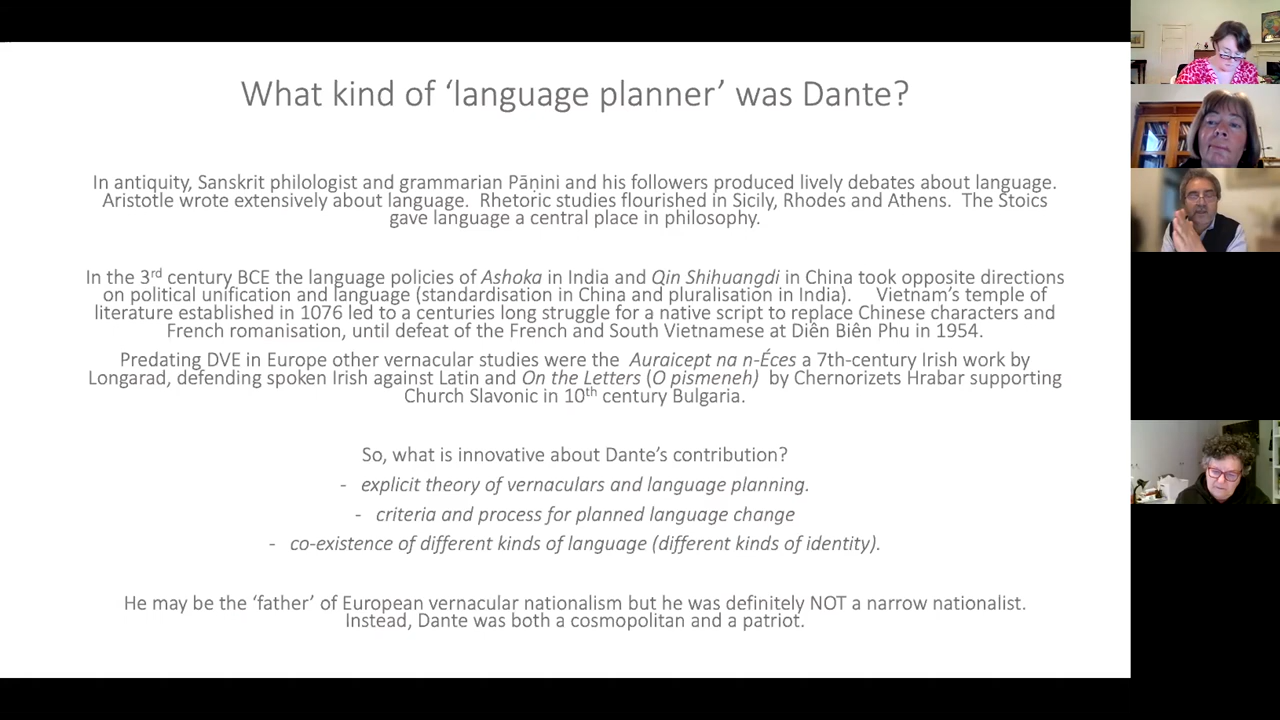 What kind of ‘language planner’ was Dante?
In antiquity, Sanskrit philologist and grammarian Pāṇini and his followers produced lively debates about language.
Aristotle wrote extensively about language.  Rhetoric studies flourished in Sicily, Rhodes and Athens.  The Stoics
gave language a central place in philosophy.
In the 3rd century BCE the language policies of Ashoka in India and Qin Shihuangdi in China took opposite directions
on political unification and language (standardisation in China and pluralisation in India).    Vietnam’s temple of
literature established in 1076 led to a centuries long struggle for a native script to replace Chinese characters and
French romanisation, until defeat of the French and South Vietnamese at Diên Biên Phu in 1954.
Predating DVE in Europe other vernacular studies were the  Auraicept na n-Éces a 7th-century Irish work by
Longarad, defending spoken Irish against Latin and On the Letters (O pismeneh)  by Chernorizets Hrabar supporting
Church Slavonic in 10th century Bulgaria.
So, what is innovative about Dante’s contribution?
- explicit theory of vernaculars and language planning.
- criteria and process for planned language change
- co-existence of different kinds of language (different kinds of identity).
He may be the ‘father’ of European vernacular nationalism but he was definitely NOT a narrow nationalist.
Instead, Dante was both a cosmopolitan and a patriot.